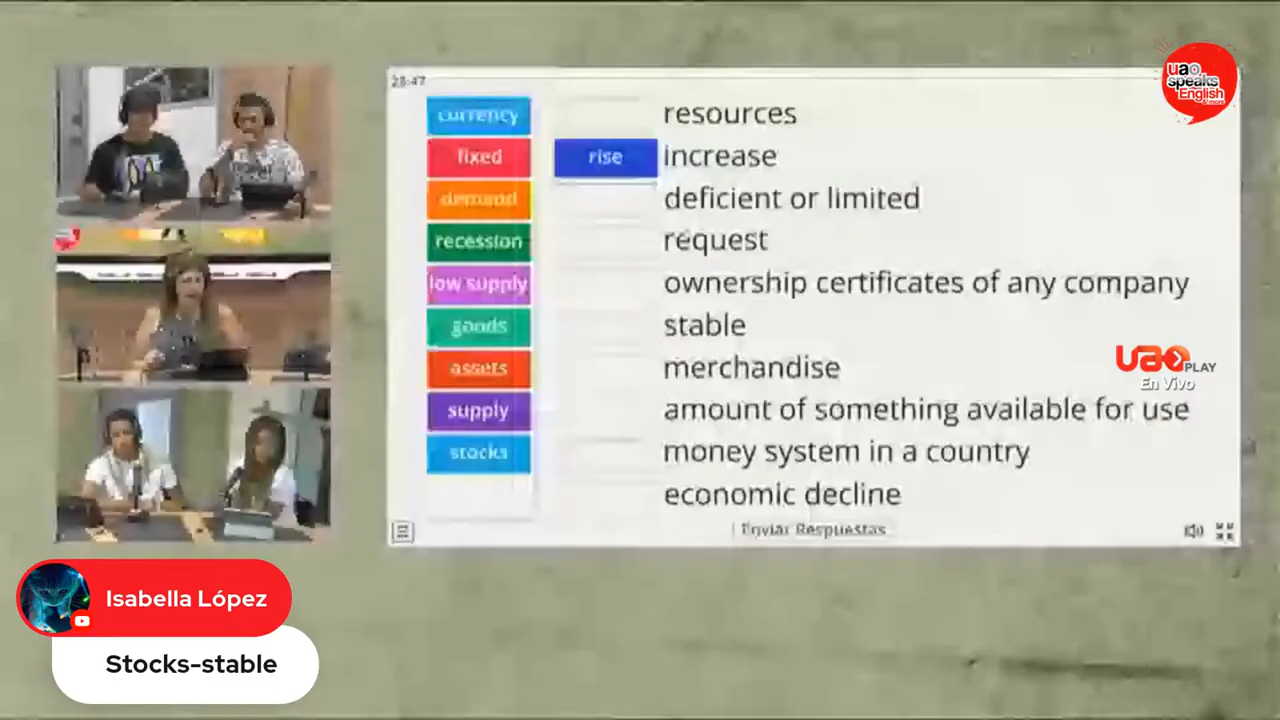 uao
speaks
English
28:47
currency
resources
fixed
rise
increase
demand
deficient or limited
recession
request
low supply
ownership certificates of any company
goods
stable
assets
merchandise
supply
amount of something available for use
stocks
money system in a country
economic decline
Enviar Respuestas
uao PLAY
En Vivo
Isabella López
Stocks-stable